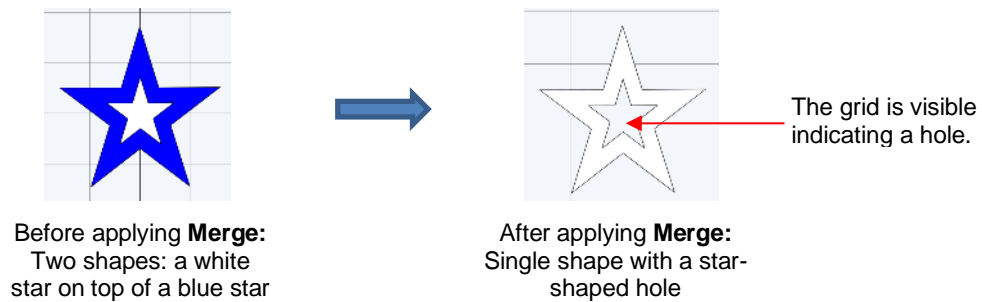 The grid is visible
indicating a hole.
Before applying Merge:
Two shapes: a white
star on top of a blue star
After applying Merge:
Single shape with a star-
shaped hole